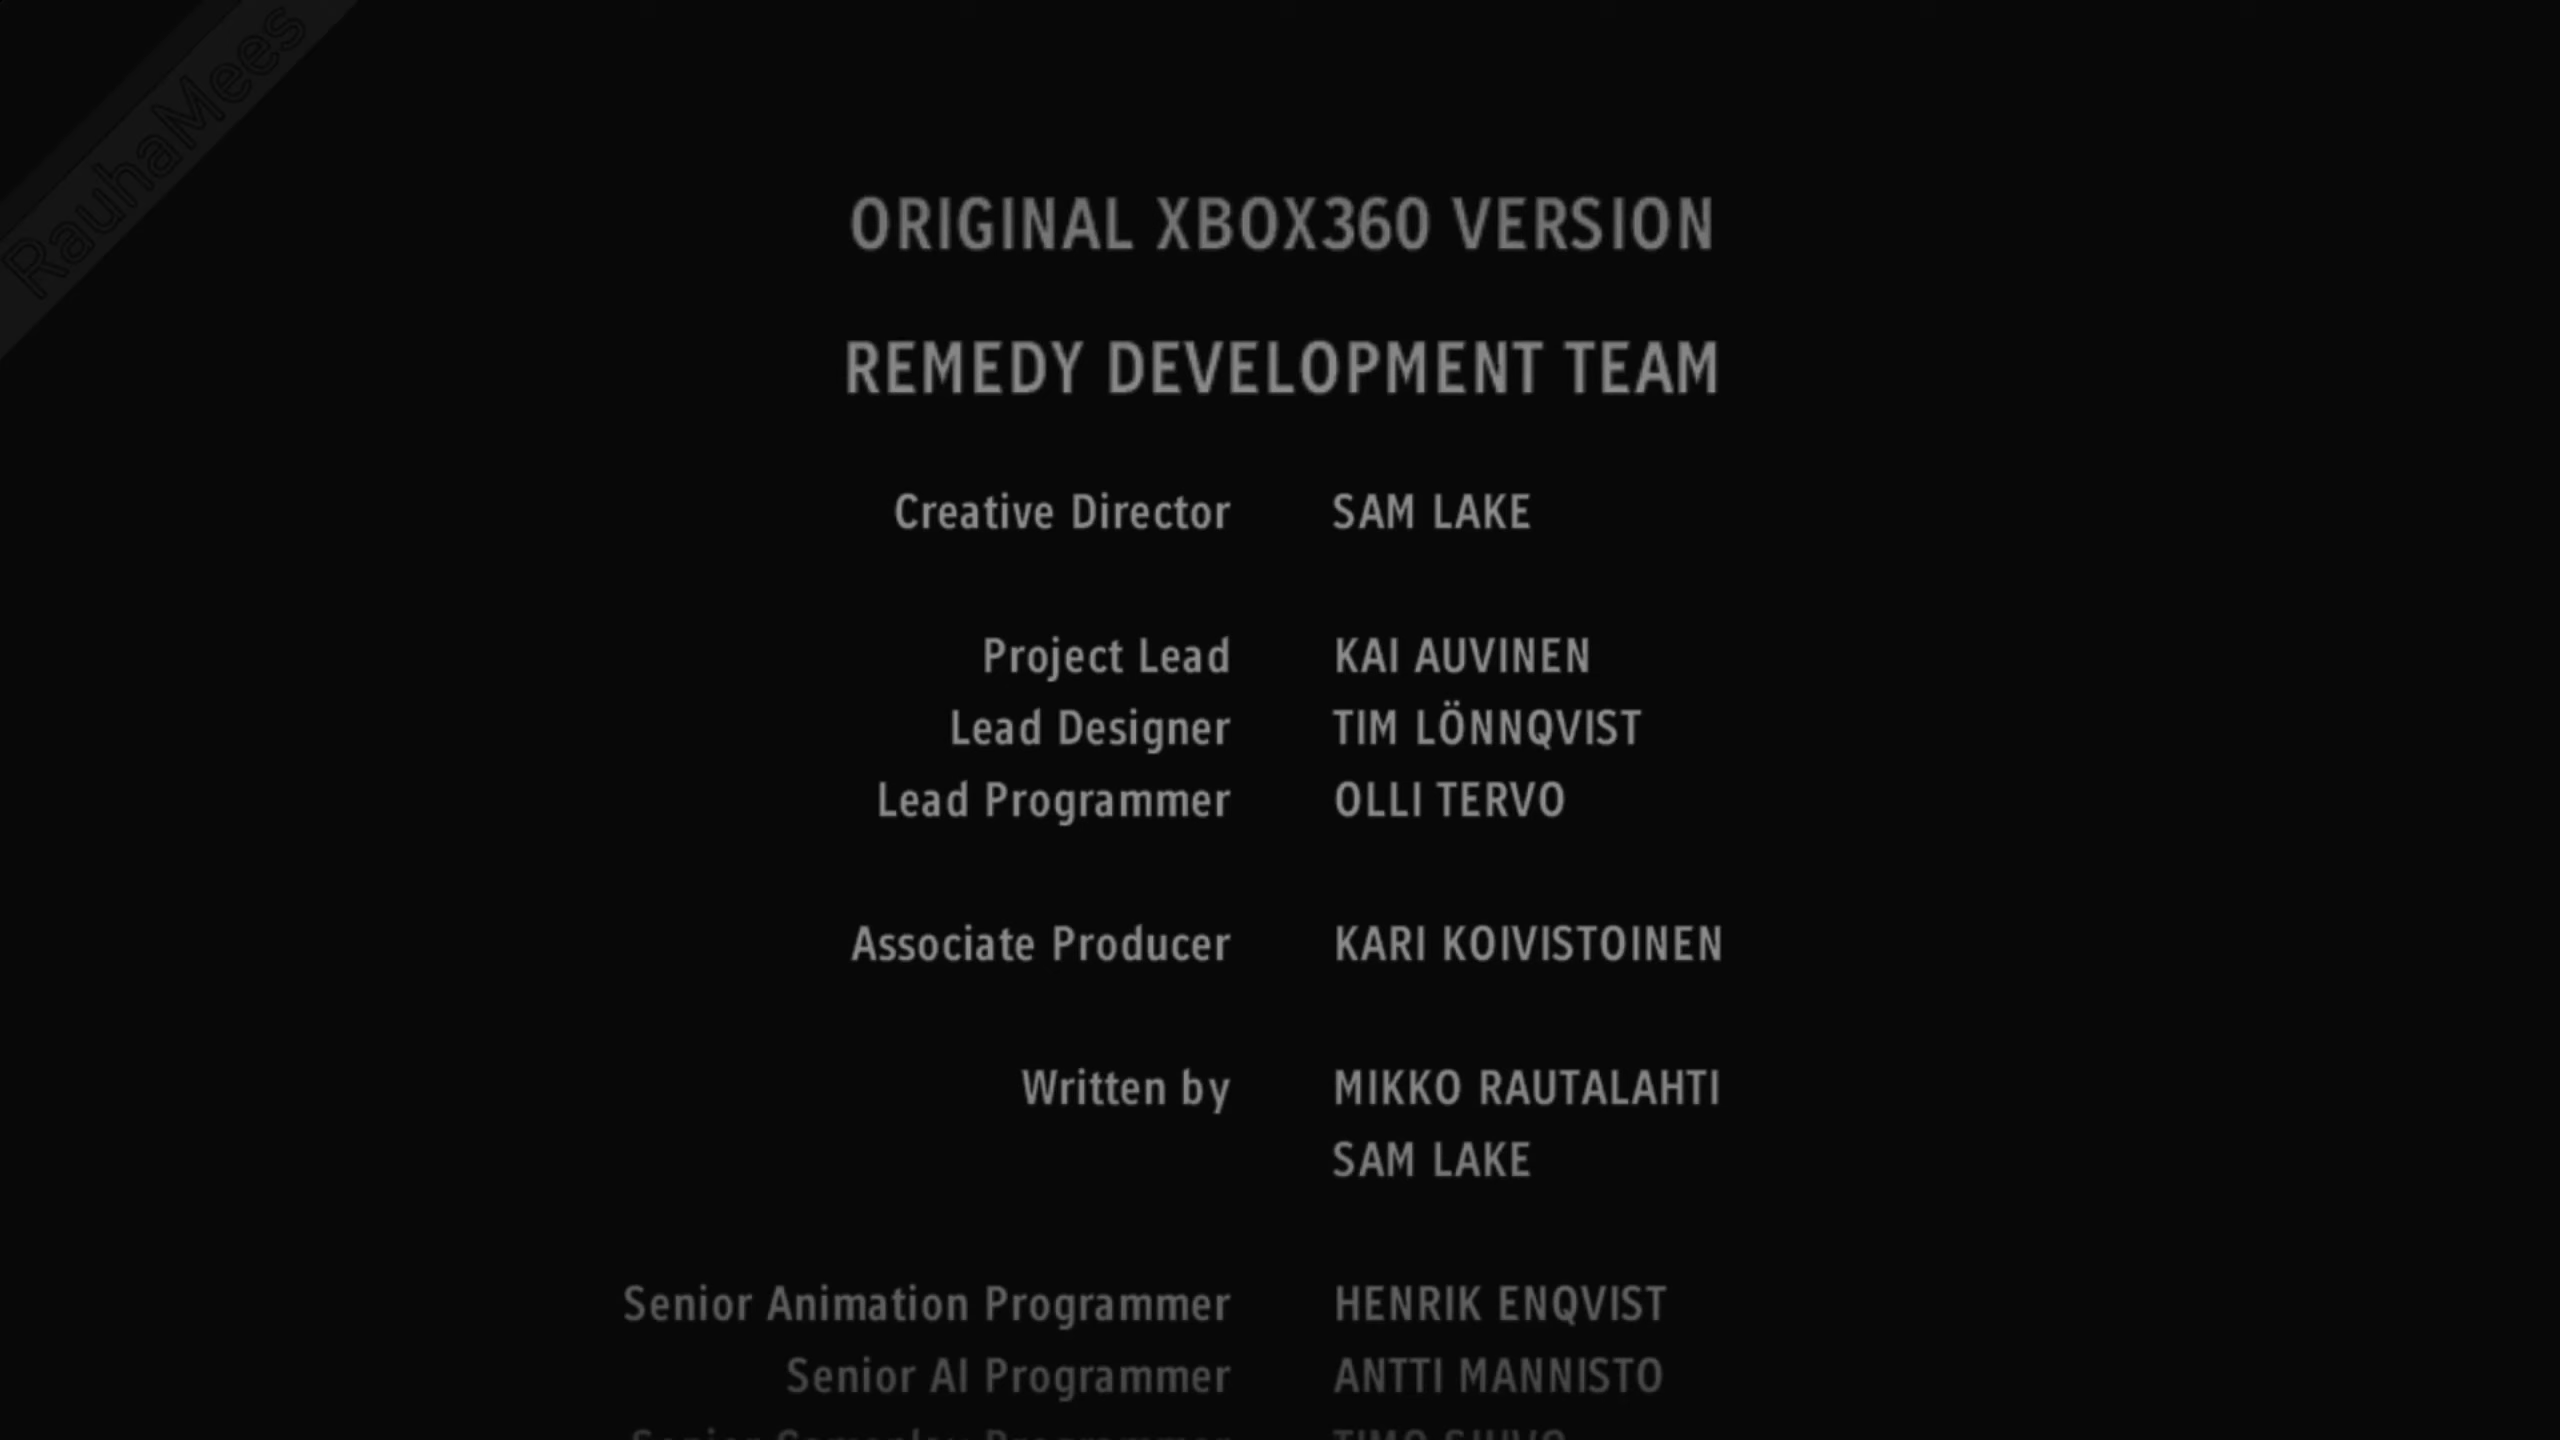 RauhaMees
ORIGINAL XBOX360 VERSION
REMEDY DEVELOPMENT TEAM
Creative Director SAM LAKE
Project Lead KAI AUVINEN
Lead Designer TIM LÖNNQVIST
Lead Programmer OLLI TERVO
Associate Producer KARI KOIVISTOINEN
Written by MIKKO RAUTALAHTI
SAM LAKE
Senior Animation Programmer HENRIK ENQVIST
Senior AI Programmer ANTTI MANNISTO